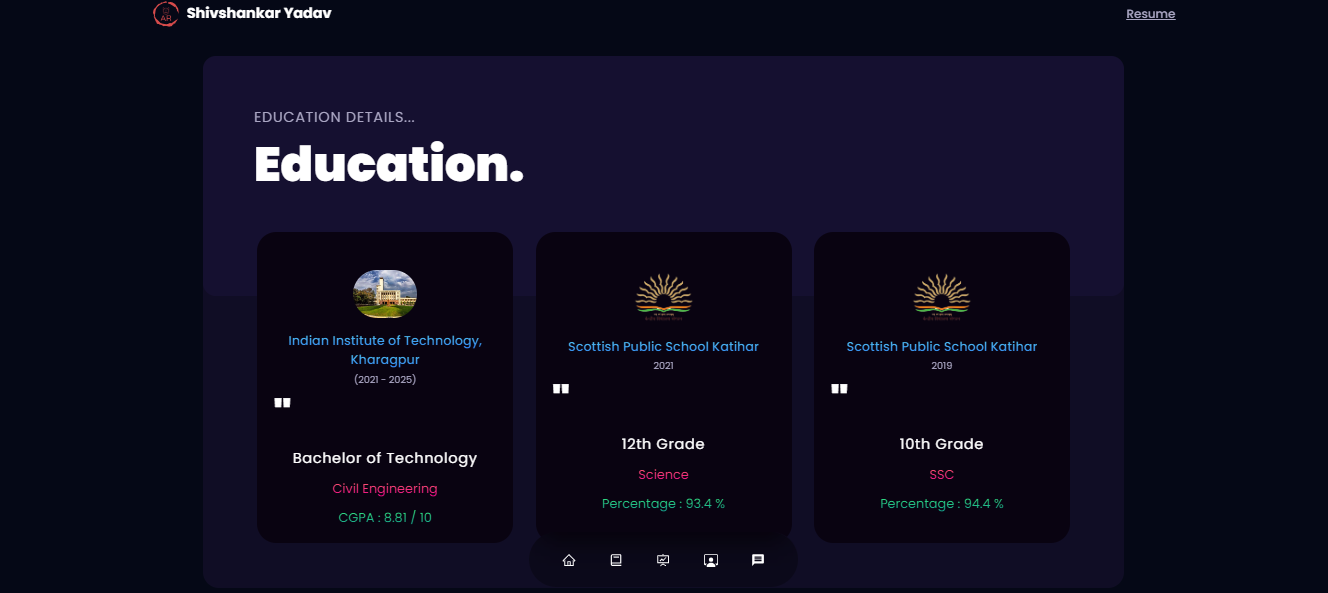 AR
Shivshankar Yadav
Resume
EDUCATION DETAILS...
Education.
Indian Institute of Technology,
Kharagpur
(2021 - 2025)
"
Bachelor of Technology
Civil Engineering
CGPA : 8.81 / 10
Scottish Public School Katihar
2021
"
12th Grade
Science
Percentage : 93.4 %
Scottish Public School Katihar
2019
"
10th Grade
SSC
Percentage : 94.4 %